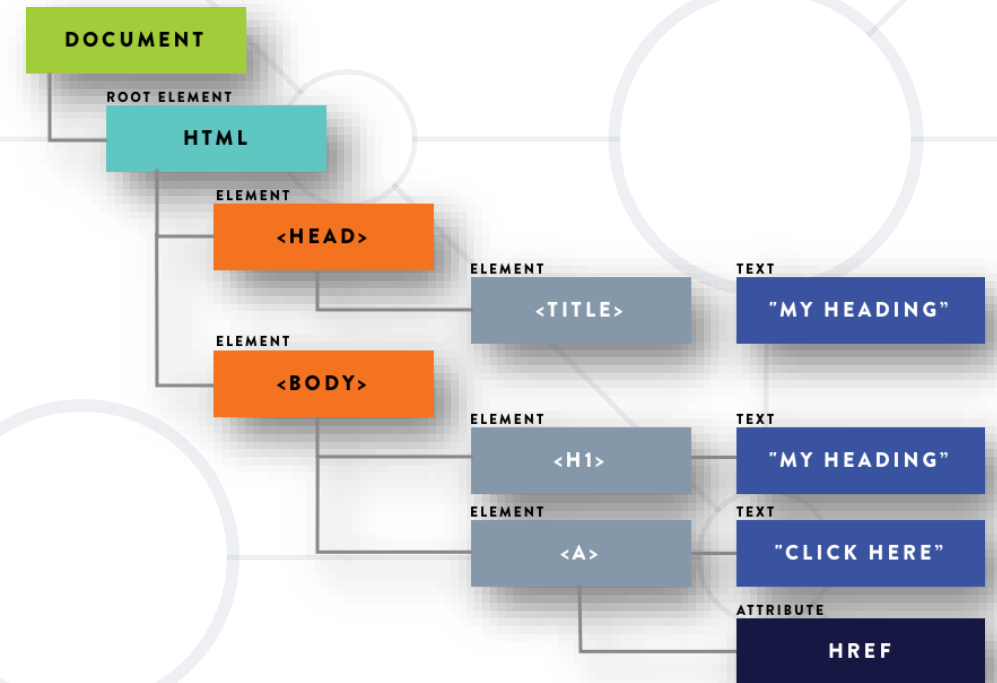 DOCUMENT
ROOT ELEMENT
HTML
ELEMENT
<HEAD>
ELEMENT
<TITLE>
TEXT
"MY HEADING”
ELEMENT
<BODY>
ELEMENT
<H1>
TEXT
"MY HEADING”
ELEMENT
<A>
TEXT
"CLICK HERE”
ATTRIBUTE
HREF